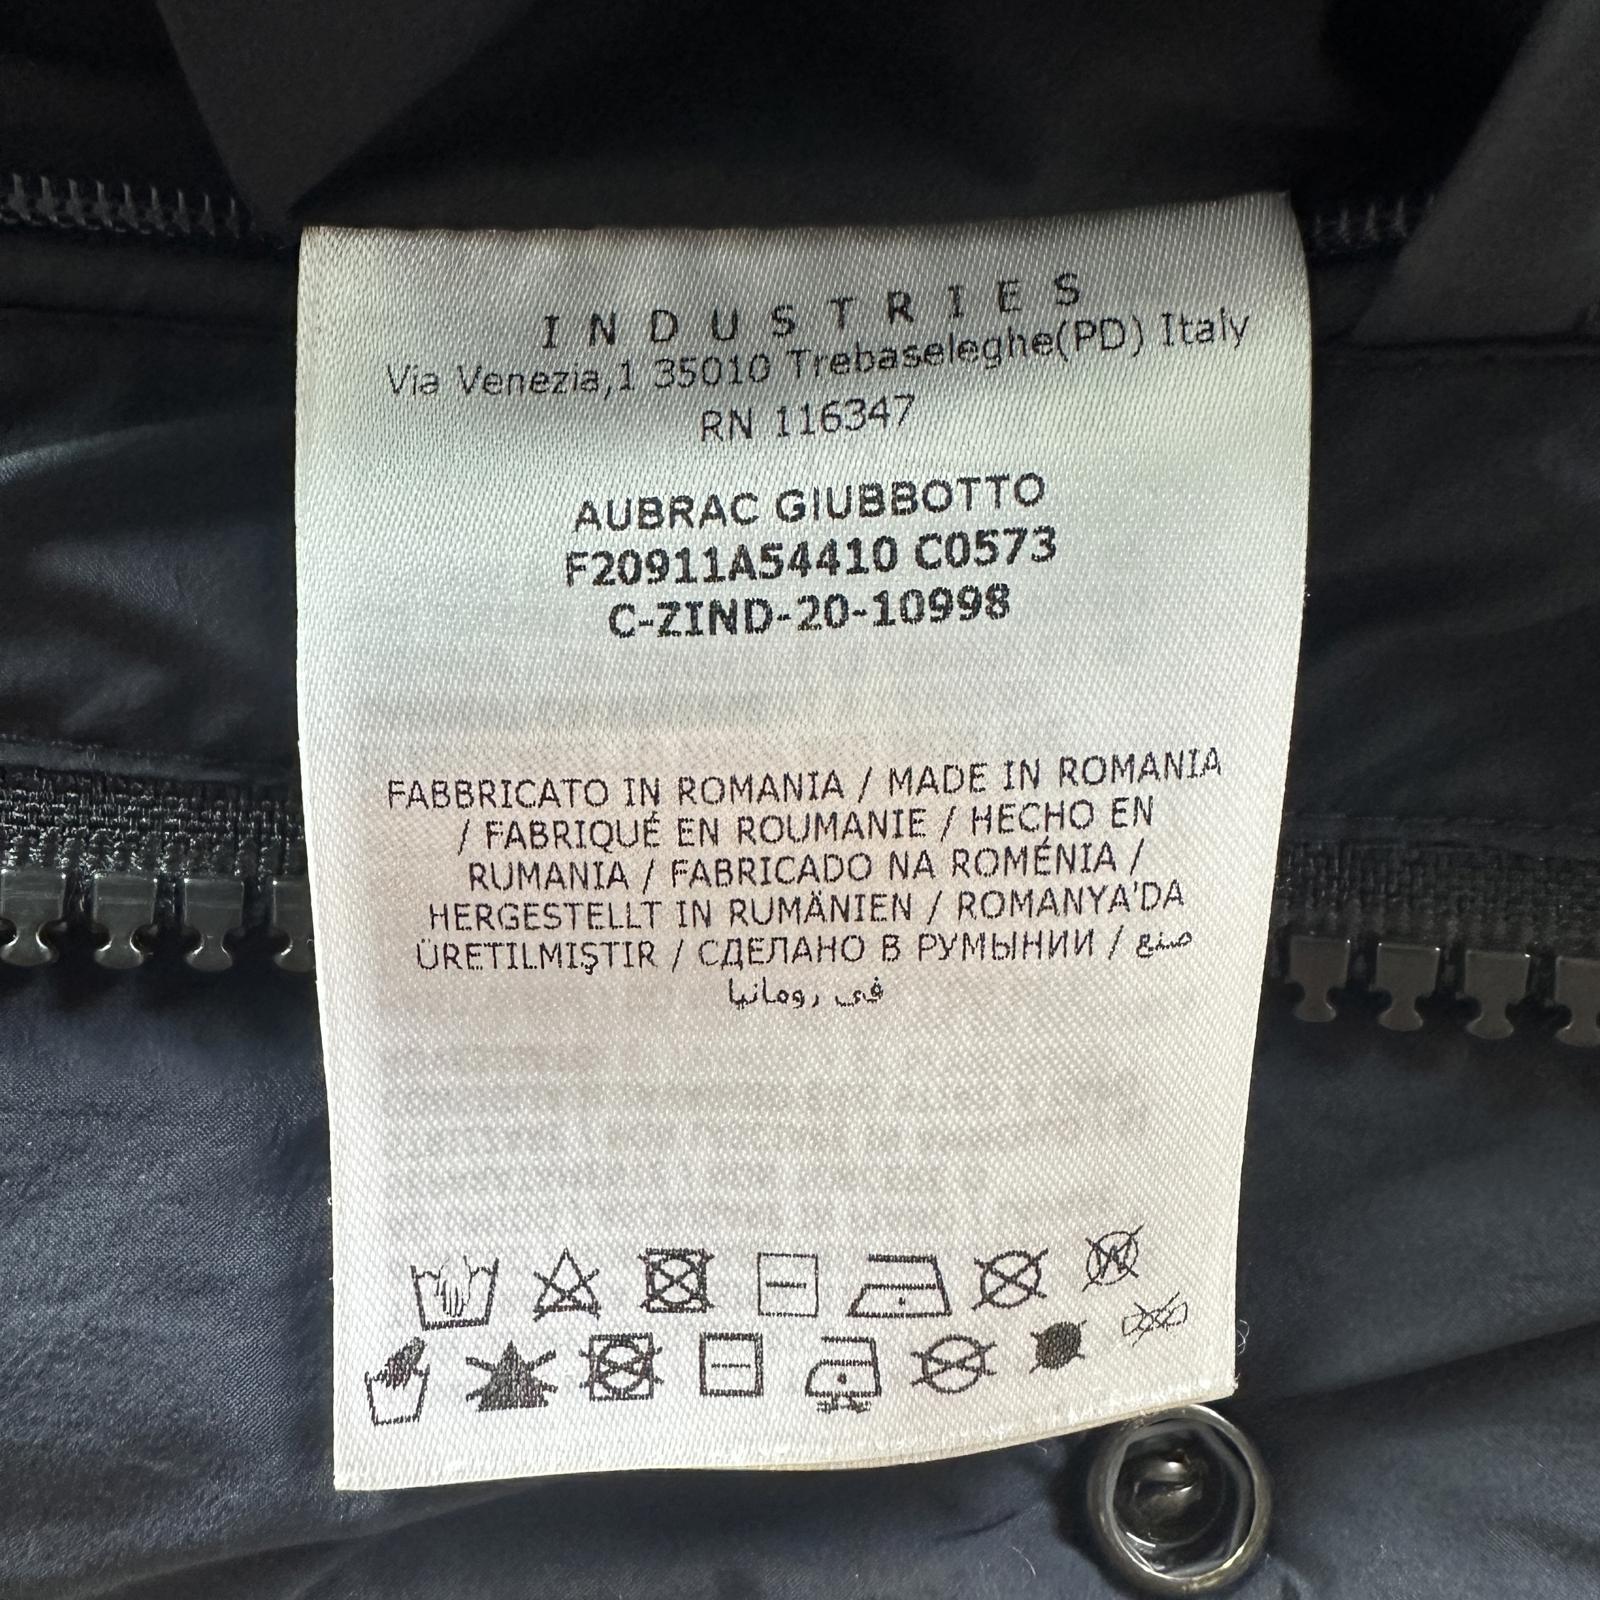 INDUSTRIES
Via Venezia,1 35010 Trebaseleghe(PD) Italy
RN 116347
AUBRAC GIUBBOTTO
F20911A54410 C0573
C-ZIND-20-10998
FABBRICATO IN ROMANIA / MADE IN ROMANIA
/ FABRIQUÉ EN ROUMANIE / HECHO EN
RUMANIA / FABRICADO NA ROMÉNIA /
HERGESTELLT IN RUMÄNIEN / ROMANYA'DA
ÜRETILMIŞTIR / СДЕЛАНО В РУМЫНИИ / صنع
في رومانيا
W